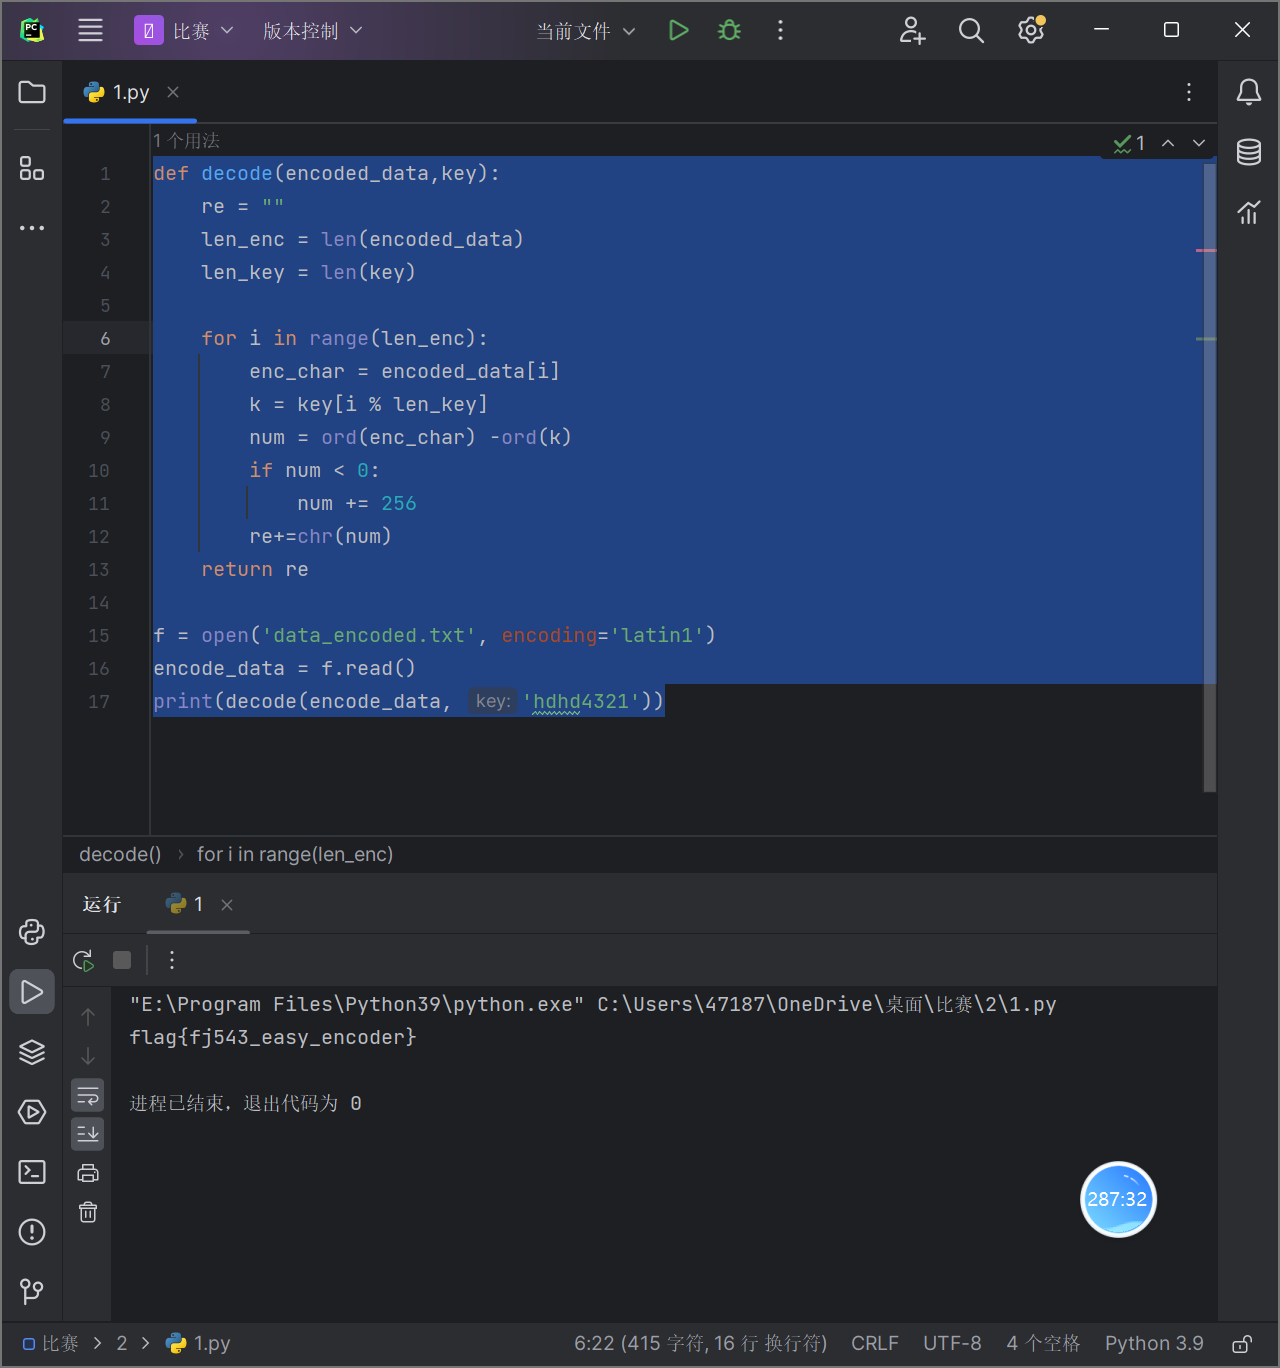 比赛 版本控制 当前文件
1.py
1 个用法
1
1 def decode(encoded_data,key):
2 re = ""
3 len_enc = len(encoded_data)
4 len_key = len(key)
5
6 for i in range(len_enc):
7 enc_char = encoded_data[i]
8 k = key[i % len_key]
9 num = ord(enc_char) -ord(k)
10 if num < 0:
11 num += 256
12 re+=chr(num)
13 return re
14
15 f = open('data_encoded.txt', encoding='latin1')
16 encode_data = f.read()
17 print(decode(encode_data, key: 'hdhd4321'))
decode() › for i in range(len_enc)
运行 1
"E:\Program Files\Python39\python.exe" C:\Users\47187\OneDrive\桌面\比赛\2\1.py
flag{fj543_easy_encoder}
进程已结束，退出代码为 0
287:32
比赛 > 2 > 1.py 6:22 (415 字符, 16 行 换行符) CRLF UTF-8 4 个空格 Python 3.9